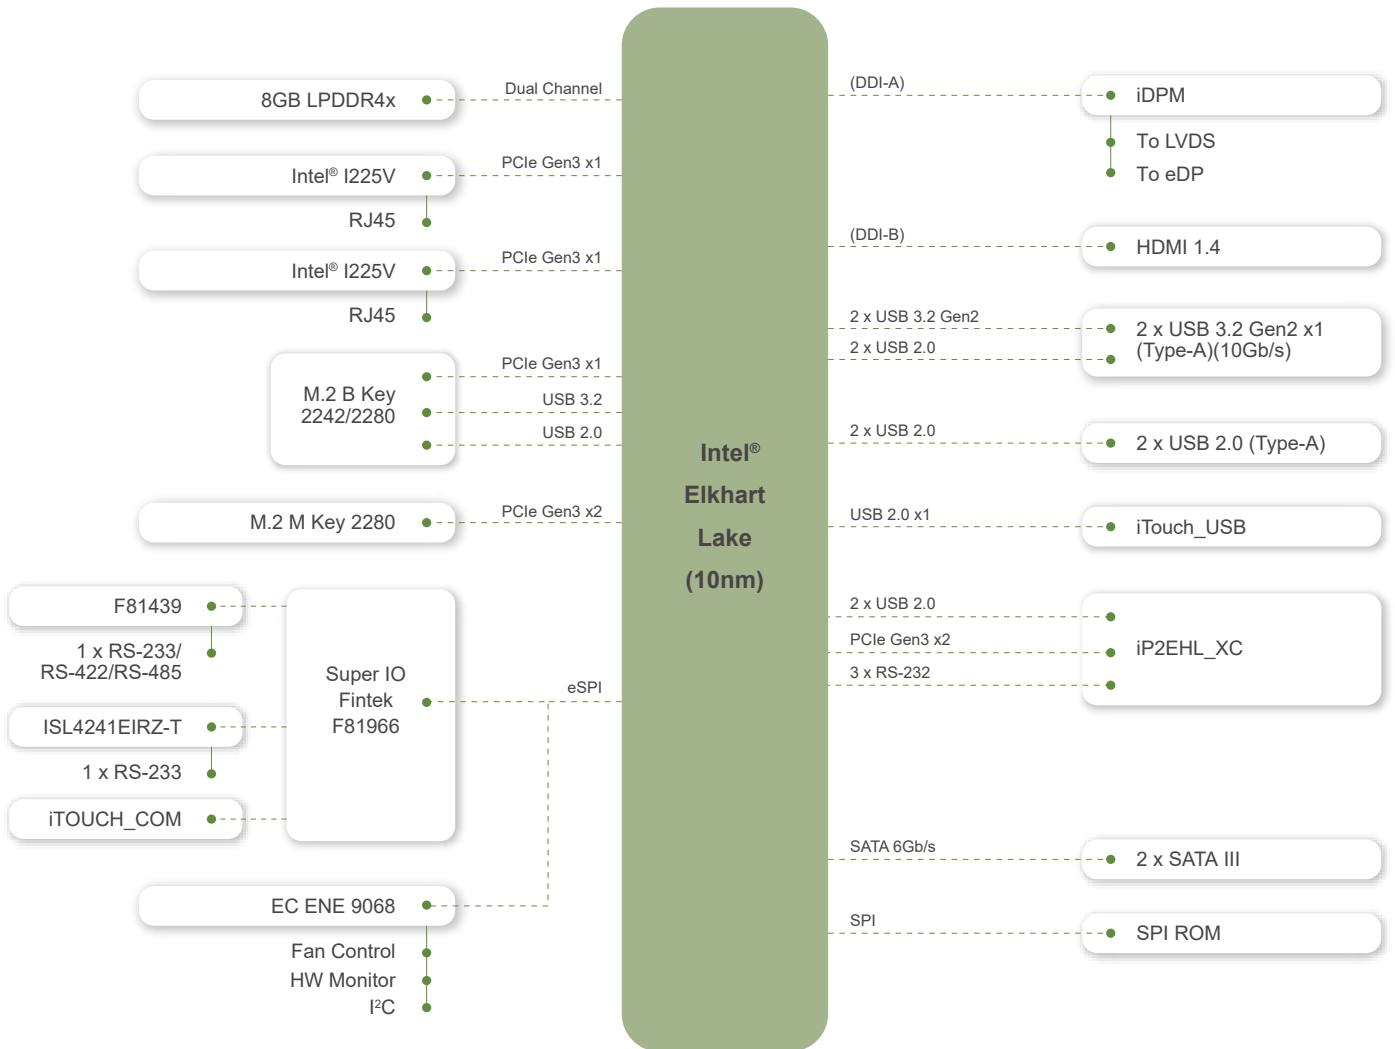 Dual Channel
8GB LPDDR4x
PCIe Gen3 x1
Intel® I225V
RJ45
PCIe Gen3 x1
Intel® I225V
RJ45
PCIe Gen3 x1
M.2 B Key
2242/2280
USB 3.2
USB 2.0
M.2 M Key 2280
PCIe Gen3 x2
F81439
1 x RS-233/
RS-422/RS-485
Super IO
Fintek
F81966
eSPI
ISL4241EIRZ-T
1 x RS-233
iTOUCH_COM
EC ENE 9068
Fan Control
HW Monitor
I²C
Intel®
Elkhart
Lake
(10nm)
(DDI-A)
iDPM
To LVDS
To eDP
(DDI-B)
HDMI 1.4
2 x USB 3.2 Gen2
2 x USB 2.0
2 x USB 3.2 Gen2 x1
(Type-A)(10Gb/s)
2 x USB 2.0
2 x USB 2.0 (Type-A)
USB 2.0 x1
iTouch_USB
2 x USB 2.0
PCIe Gen3 x2
3 x RS-232
iP2EHL_XC
SATA 6Gb/s
2 x SATA III
SPI
SPI ROM